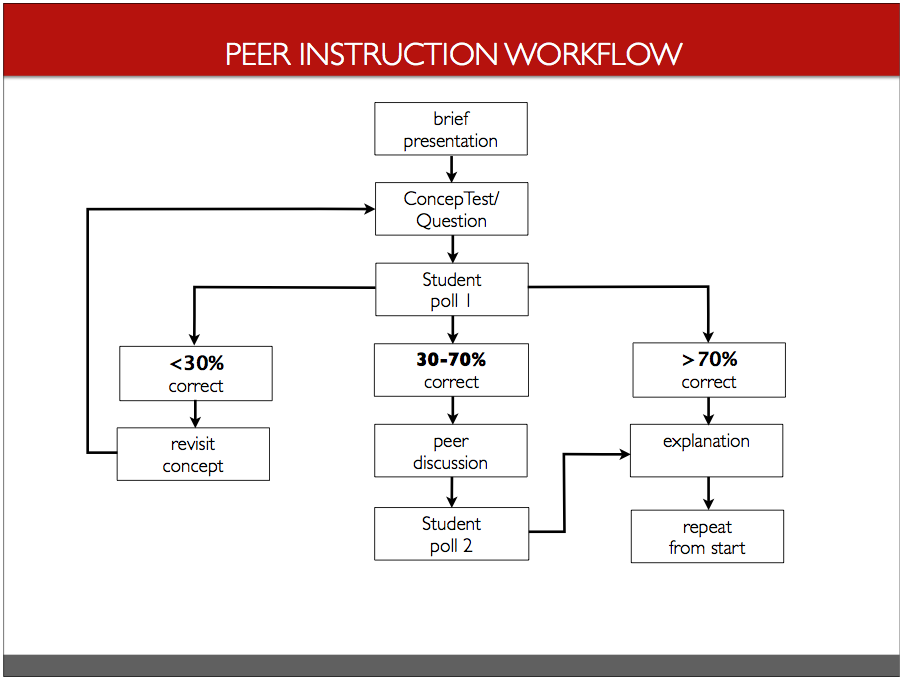 PEER INSTRUCTION WORKFLOW
brief
presentation
ConcepTest/
Question
Student
poll 1
<30%
correct
30-70%
correct
>70%
correct
revisit
concept
peer
discussion
explanation
Student
poll 2
repeat
from start